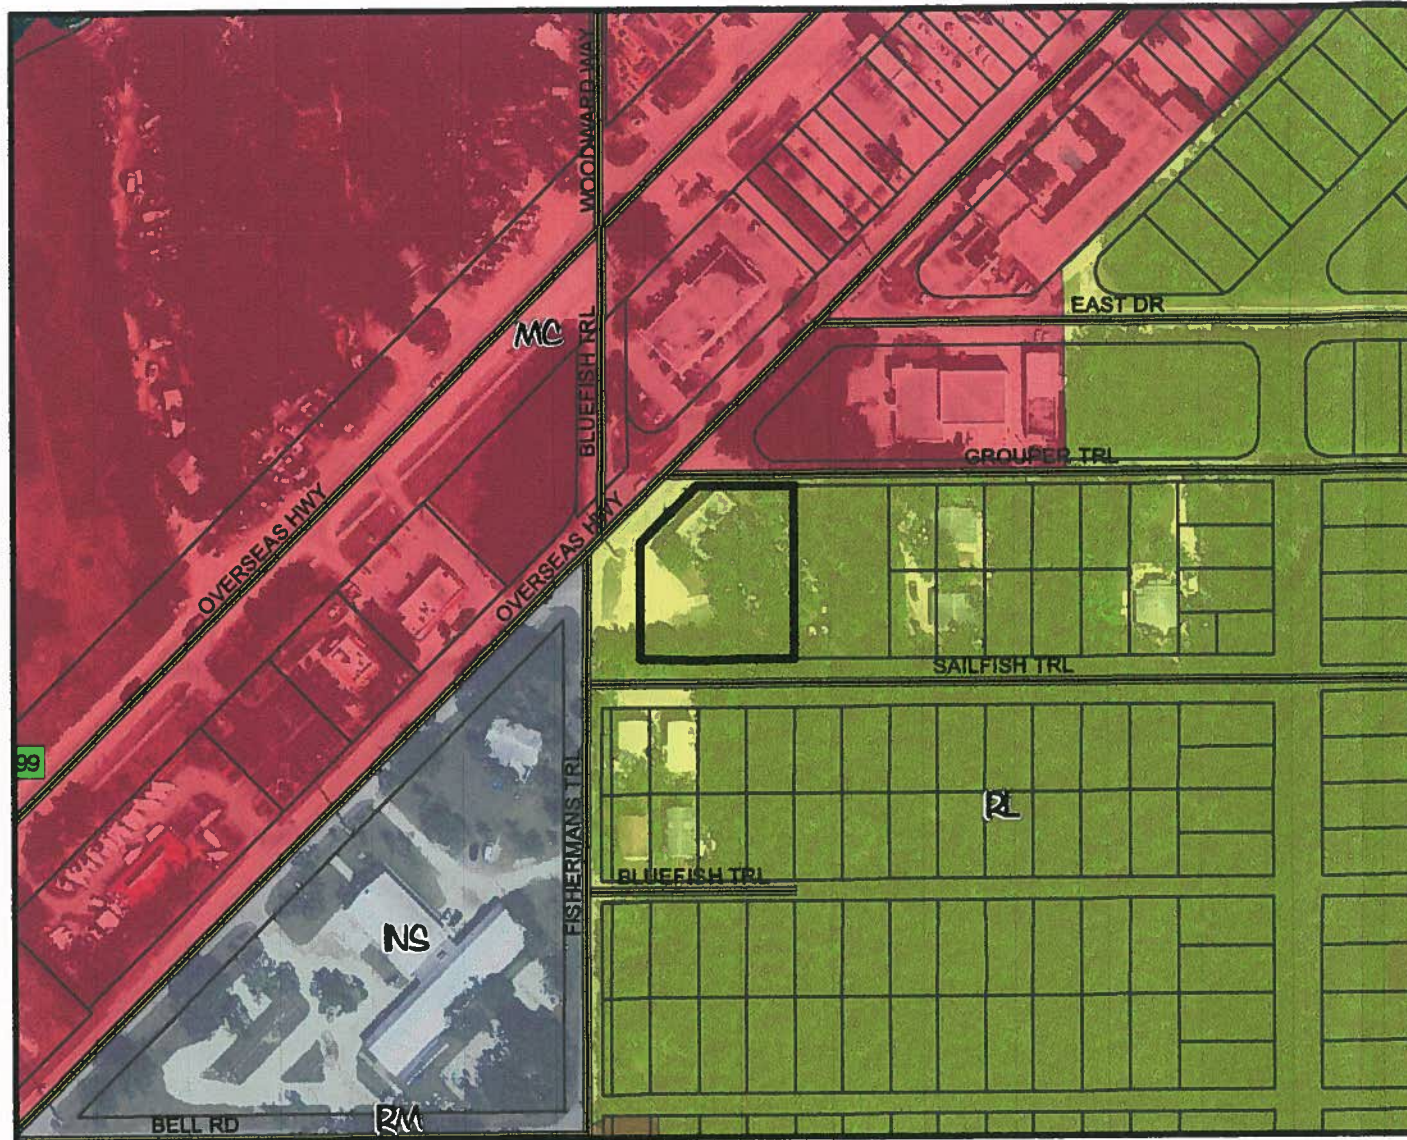 WOODWARD WAY
MC
BLUEFISH TRL
EAST DR
GROUPER TRL
OVERSEAS HWY
OVERSEAS HWY
SAILFISH TRL
99
FISHERMANS TRL
RL
BLUEFISH TRL
NS
BELL RD
RM